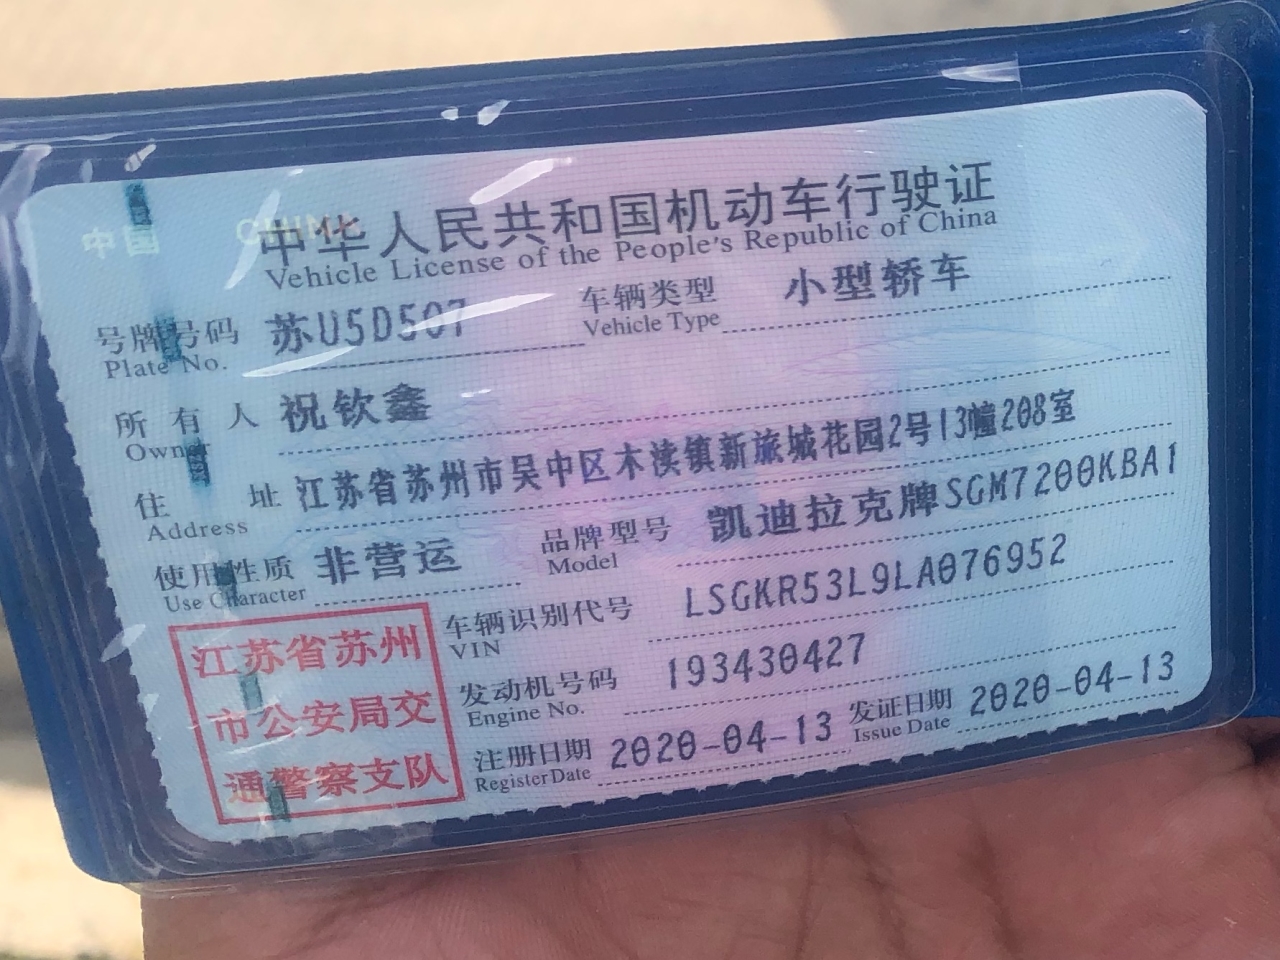 中国 CHINA
中华人民共和国机动车行驶证
Vehicle License of the People's Republic of China
号牌号码 苏U5D507 车辆类型 小型轿车
Plate No. Vehicle Type
所有人 祝钦鑫
Owner
住址 江苏省苏州市吴中区木渎镇新旅城花园2号13幢208室
Address
使用性质 非营运 品牌型号 凯迪拉克牌SGM7200KBA1
Use Character Model
车辆识别代号 LSGKR53L9LA076952
VIN
发动机号码 193430427
Engine No.
注册日期 2020-04-13 发证日期 2020-04-13
Register Date Issue Date
江苏省苏州
市公安局交
通警察支队